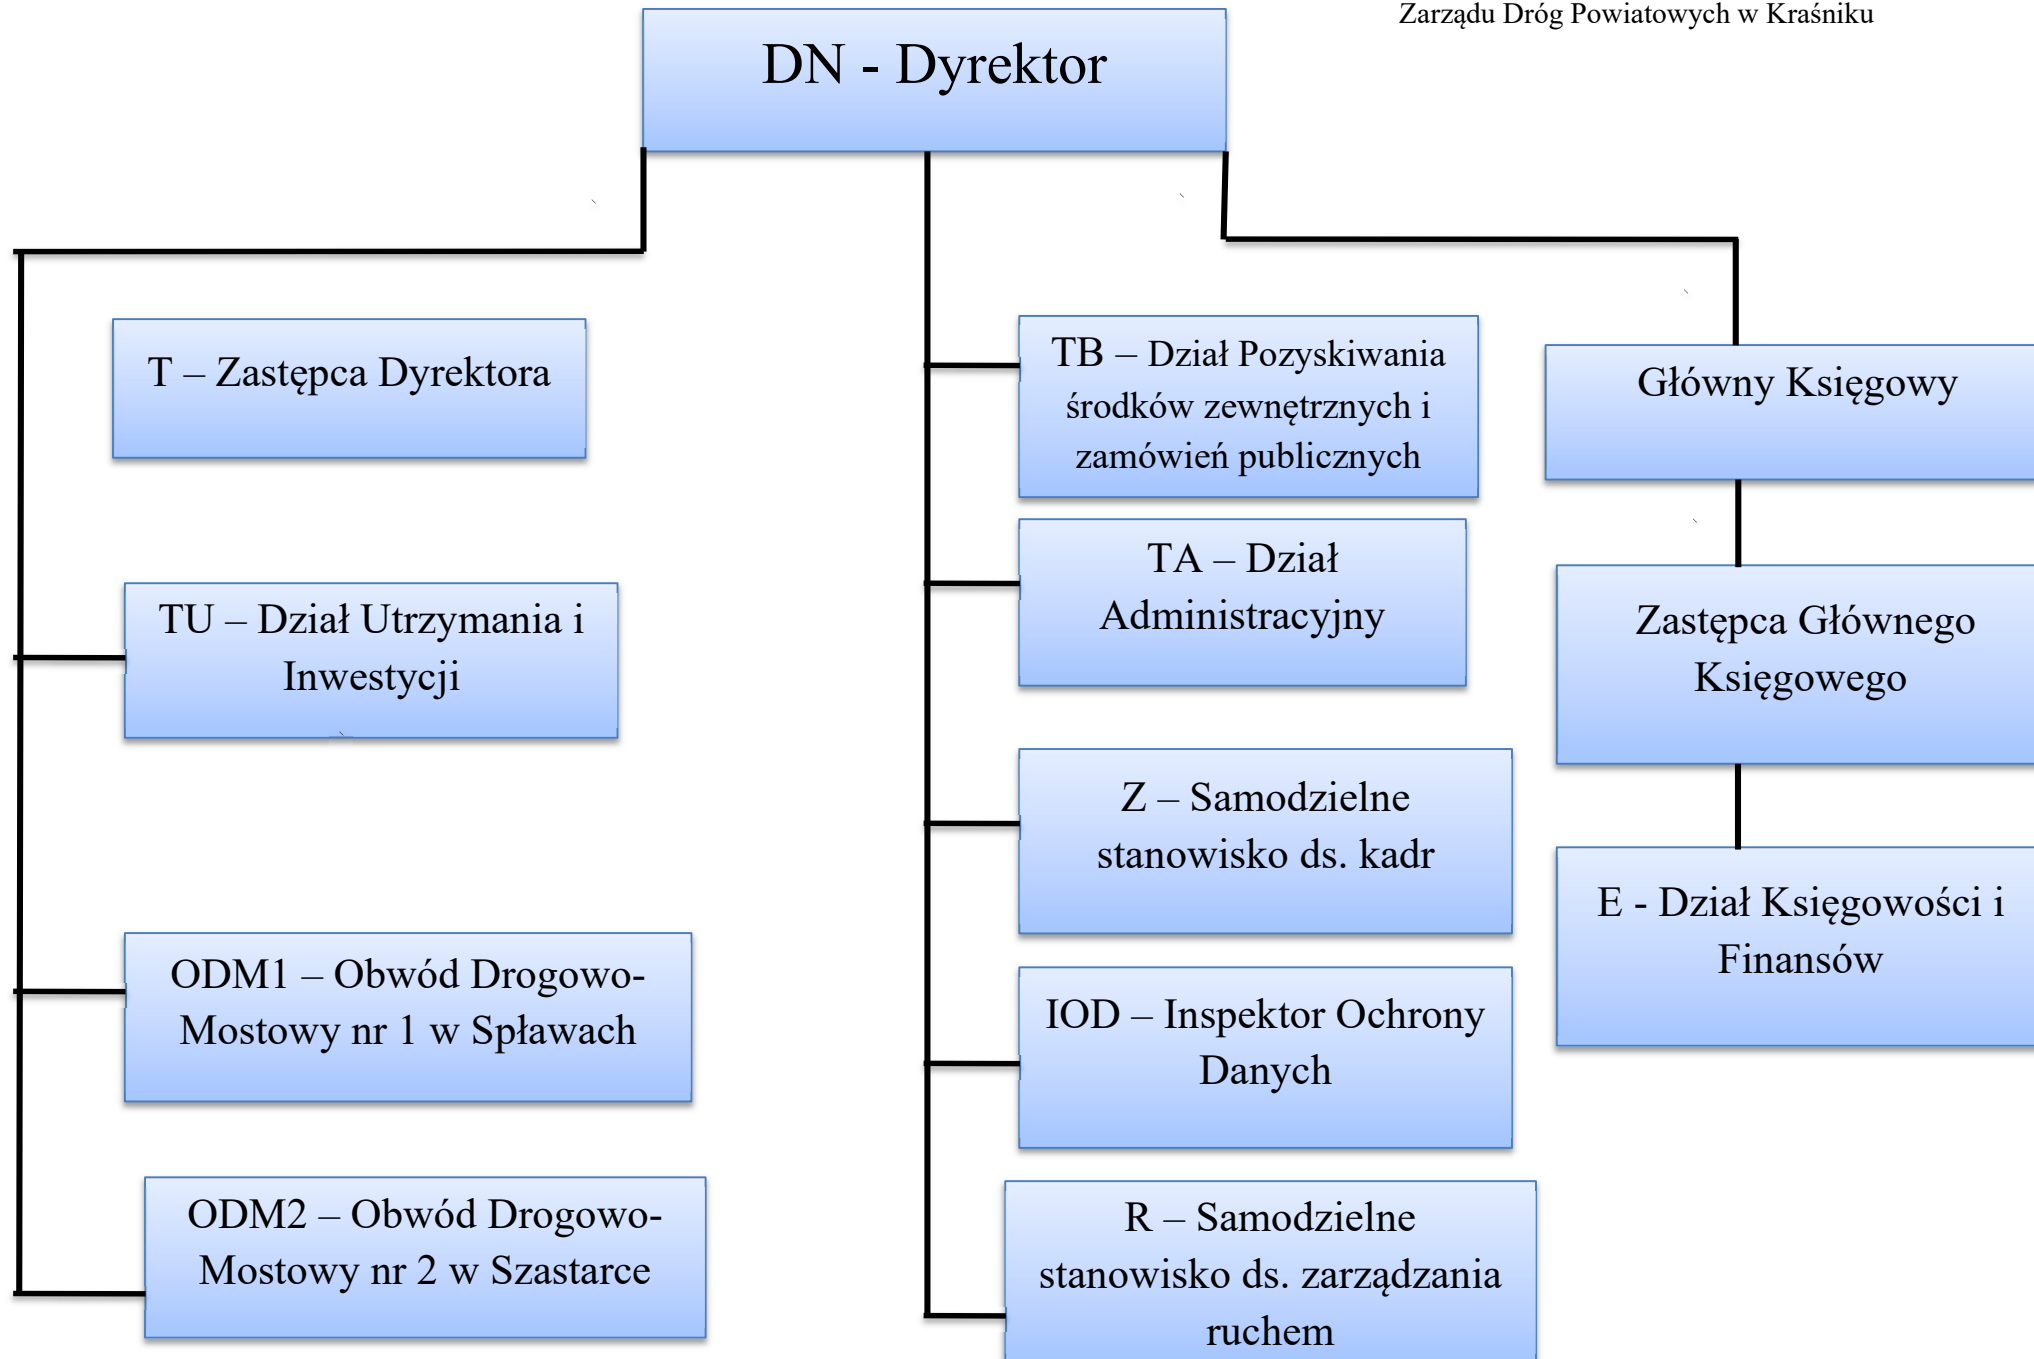 Zarządu Dróg Powiatowych w Kraśniku
DN - Dyrektor
T – Zastępca Dyrektora
TU – Dział Utrzymania i
Inwestycji
ODM1 – Obwód Drogowo-
Mostowy nr 1 w Spławach
ODM2 – Obwód Drogowo-
Mostowy nr 2 w Szastarce
TB – Dział Pozyskiwania
środków zewnętrznych i
zamówień publicznych
TA – Dział
Administracyjny
Z – Samodzielne
stanowisko ds. kadr
IOD – Inspektor Ochrony
Danych
R – Samodzielne
stanowisko ds. zarządzania
ruchem
Główny Księgowy
Zastępca Głównego
Księgowego
E - Dział Księgowości i
Finansów